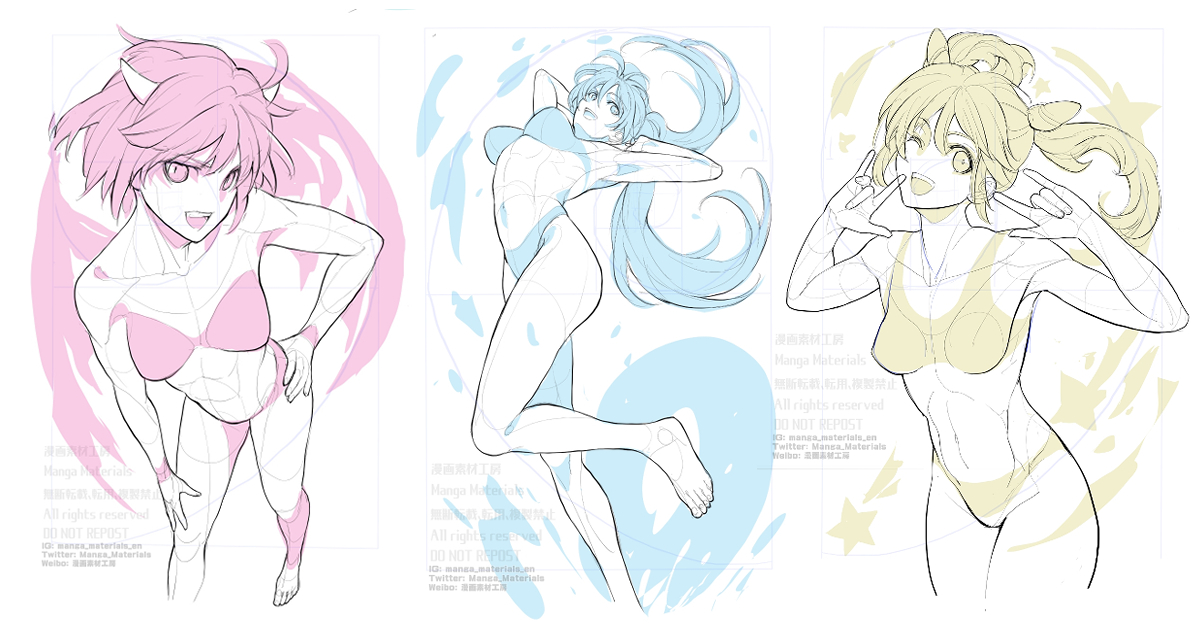 漫画素材工房
Manga Materials
無断転載,転用,複製禁止
All rights reserved
DO NOT REPOST
IG: manga_materials_en
Twitter: Manga_Materials
Weibo: 漫画素材工房
漫画素材工房
Manga Materials
無断転載,転用,複製禁止
All rights reserved
DO NOT REPOST
IG: manga_materials_en
Twitter: Manga_Materials
Weibo: 漫画素材工房
漫画素材工房
Manga Materials
無断転載,転用,複製禁止
All rights reserved
DO NOT REPOST
IG: manga_materials_en
Twitter: Manga_Materials
Weibo: 漫画素材工房